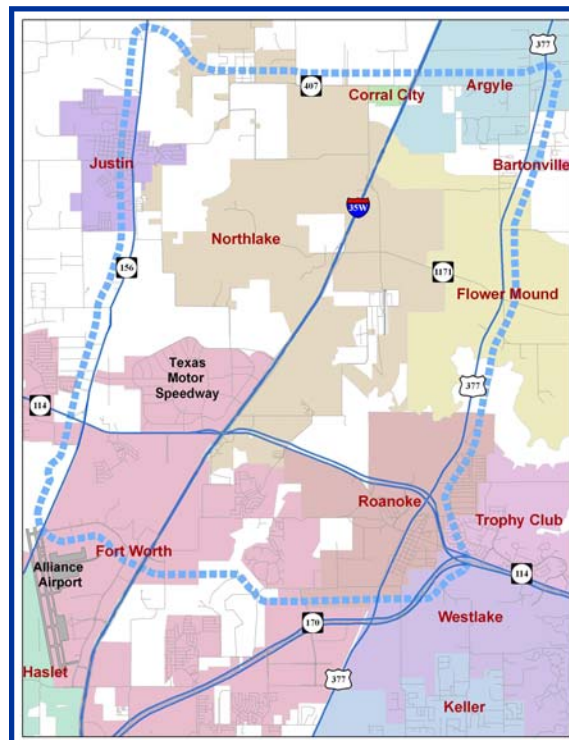 377
407
Corral City
Argyle
Justin
Bartonville
35W
Northlake
156
1171
Flower Mound
Texas
Motor
Speedway
377
114
Roanoke
Trophy Club
Fort Worth
Alliance
Airport
114
170
Westlake
Haslet
377
Keller